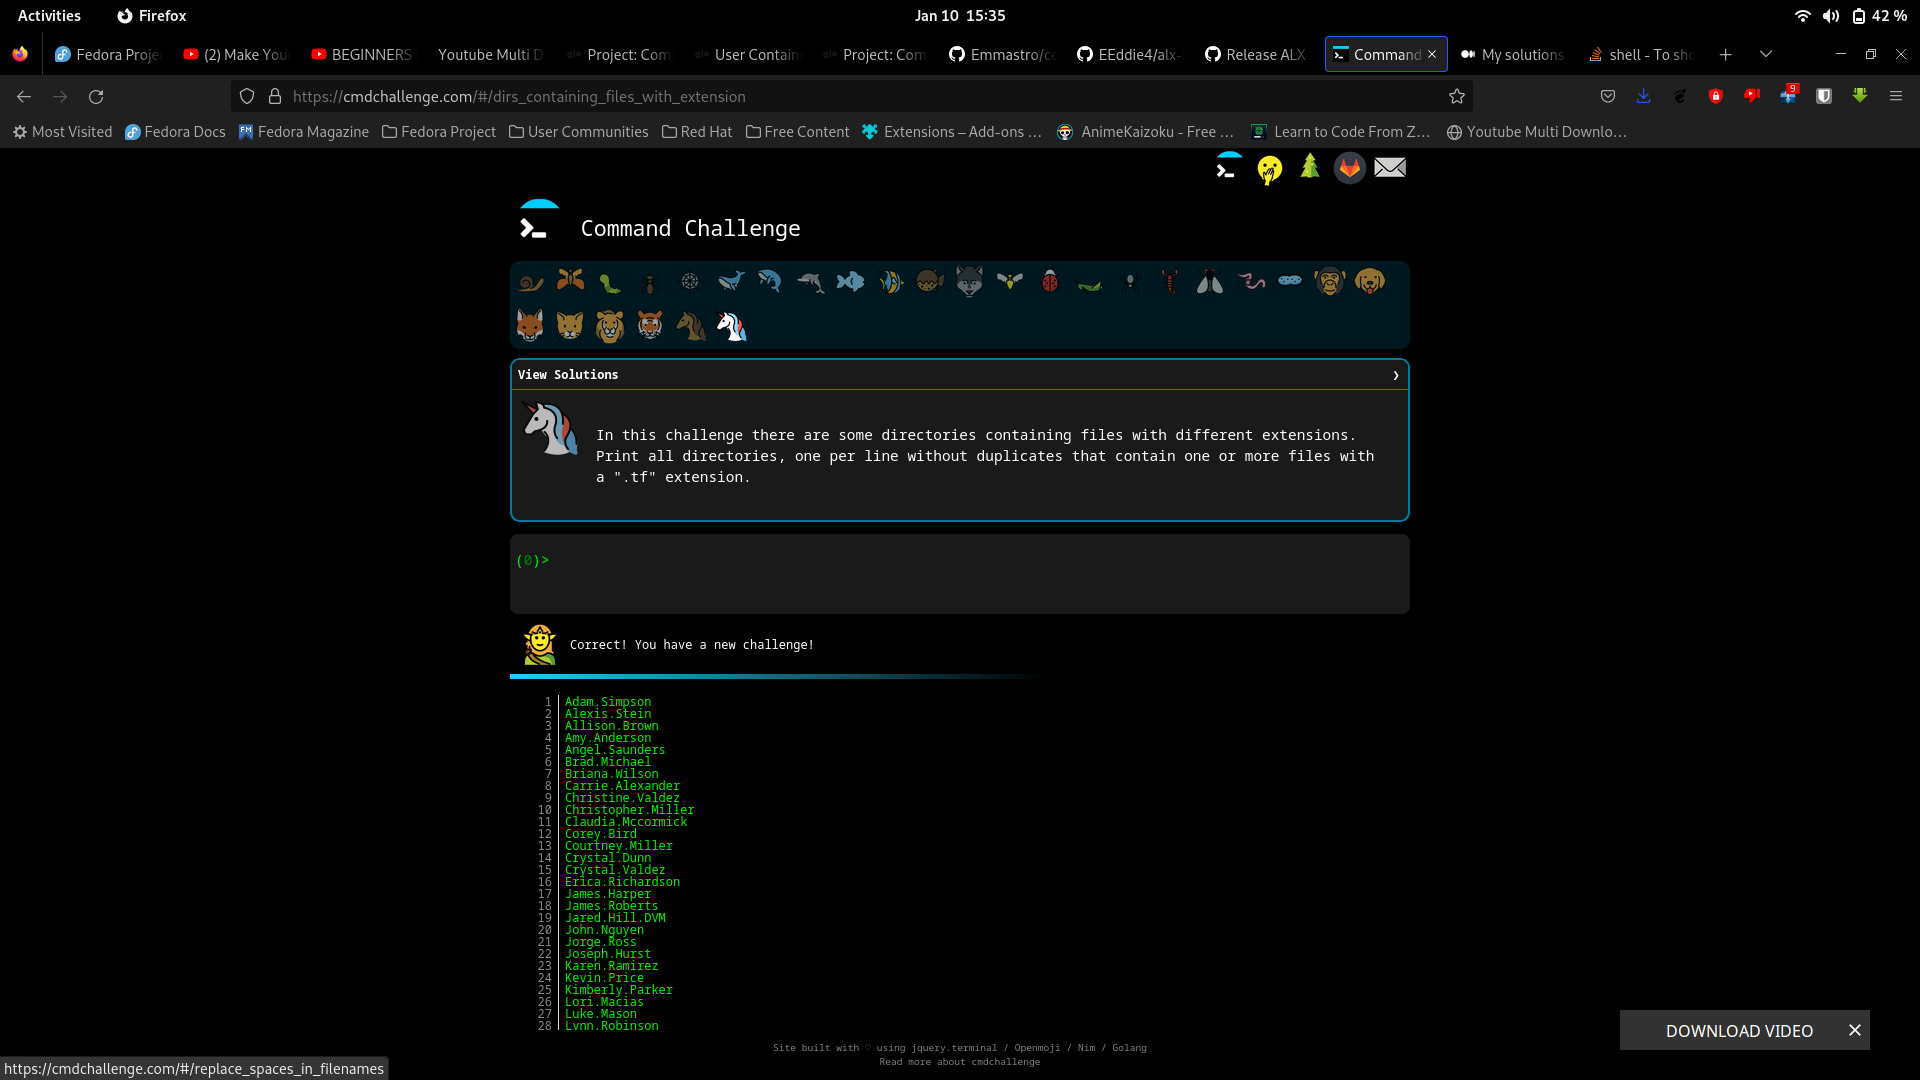 Activities Firefox Jan 10 15:35 42 %
Fedora Proje (2) Make You BEGINNERS Youtube Multi D Project: Com User Contain Project: Com Emmastro/co EEddie4/alx- Release ALX Command My solutions shell - To sho
https://cmdchallenge.com/#/dirs_containing_files_with_extension 9
Most Visited Fedora Docs Fedora Magazine Fedora Project User Communities Red Hat Free Content Extensions – Add-ons … AnimeKaizoku - Free … Learn to Code From Z… Youtube Multi Downlo…
Command Challenge
View Solutions ❯
In this challenge there are some directories containing files with different extensions.
Print all directories, one per line without duplicates that contain one or more files with
a ".tf" extension.
(0)>
Correct! You have a new challenge!
1 Adam.Simpson
2 Alexis.Stein
3 Allison.Brown
4 Amy.Anderson
5 Angel.Saunders
6 Brad.Michael
7 Briana.Wilson
8 Carrie.Alexander
9 Christine.Valdez
10 Christopher.Miller
11 Claudia.Mccormick
12 Corey.Bird
13 Courtney.Miller
14 Crystal.Dunn
15 Crystal.Valdez
16 Erica.Richardson
17 James.Harper
18 James.Roberts
19 Jared.Hill.DVM
20 John.Nguyen
21 Jorge.Ross
22 Joseph.Hurst
23 Karen.Ramirez
24 Kevin.Price
25 Kimberly.Parker
26 Lori.Macias
27 Luke.Mason
28 Lynn.Robinson
DOWNLOAD VIDEO
Site built with ♡ using jquery.terminal / Openmoji / Nim / Golang
Read more about cmdchallenge
https://cmdchallenge.com/#/replace_spaces_in_filenames